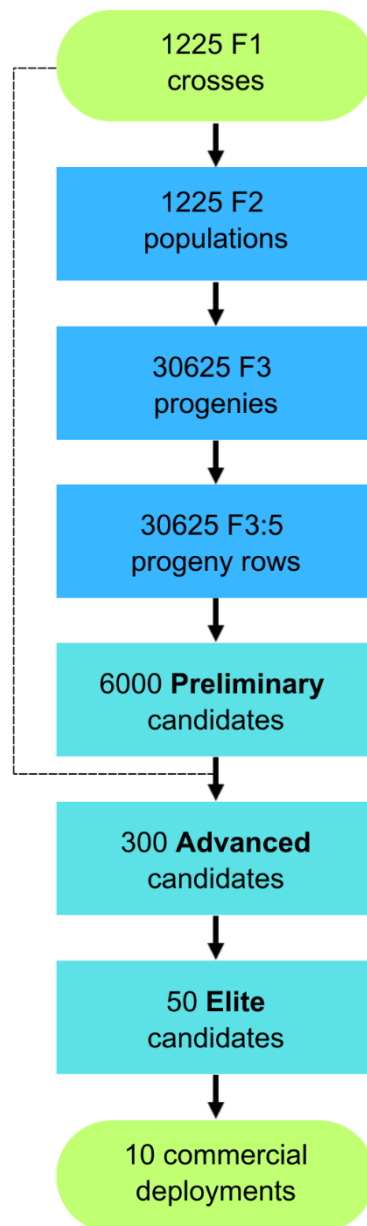 1225 F1
crosses
1225 F2
populations
30625 F3
progenies
30625 F3:5
progeny rows
6000 Preliminary
candidates
300 Advanced
candidates
50 Elite
candidates
10 commercial
deployments